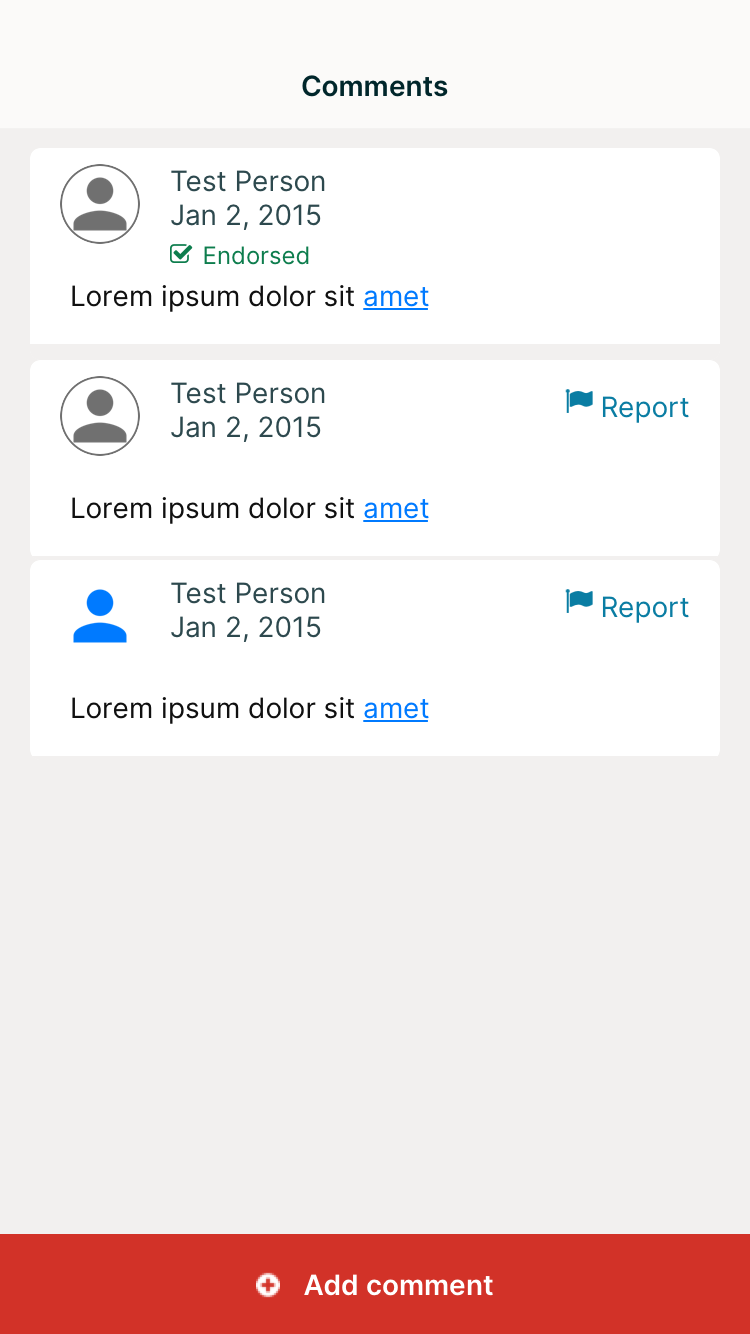 Comments
Test Person
Jan 2, 2015
Endorsed
Lorem ipsum dolor sit amet
Test Person
Jan 2, 2015
Report
Lorem ipsum dolor sit amet
Test Person
Jan 2, 2015
Report
Lorem ipsum dolor sit amet
Add comment